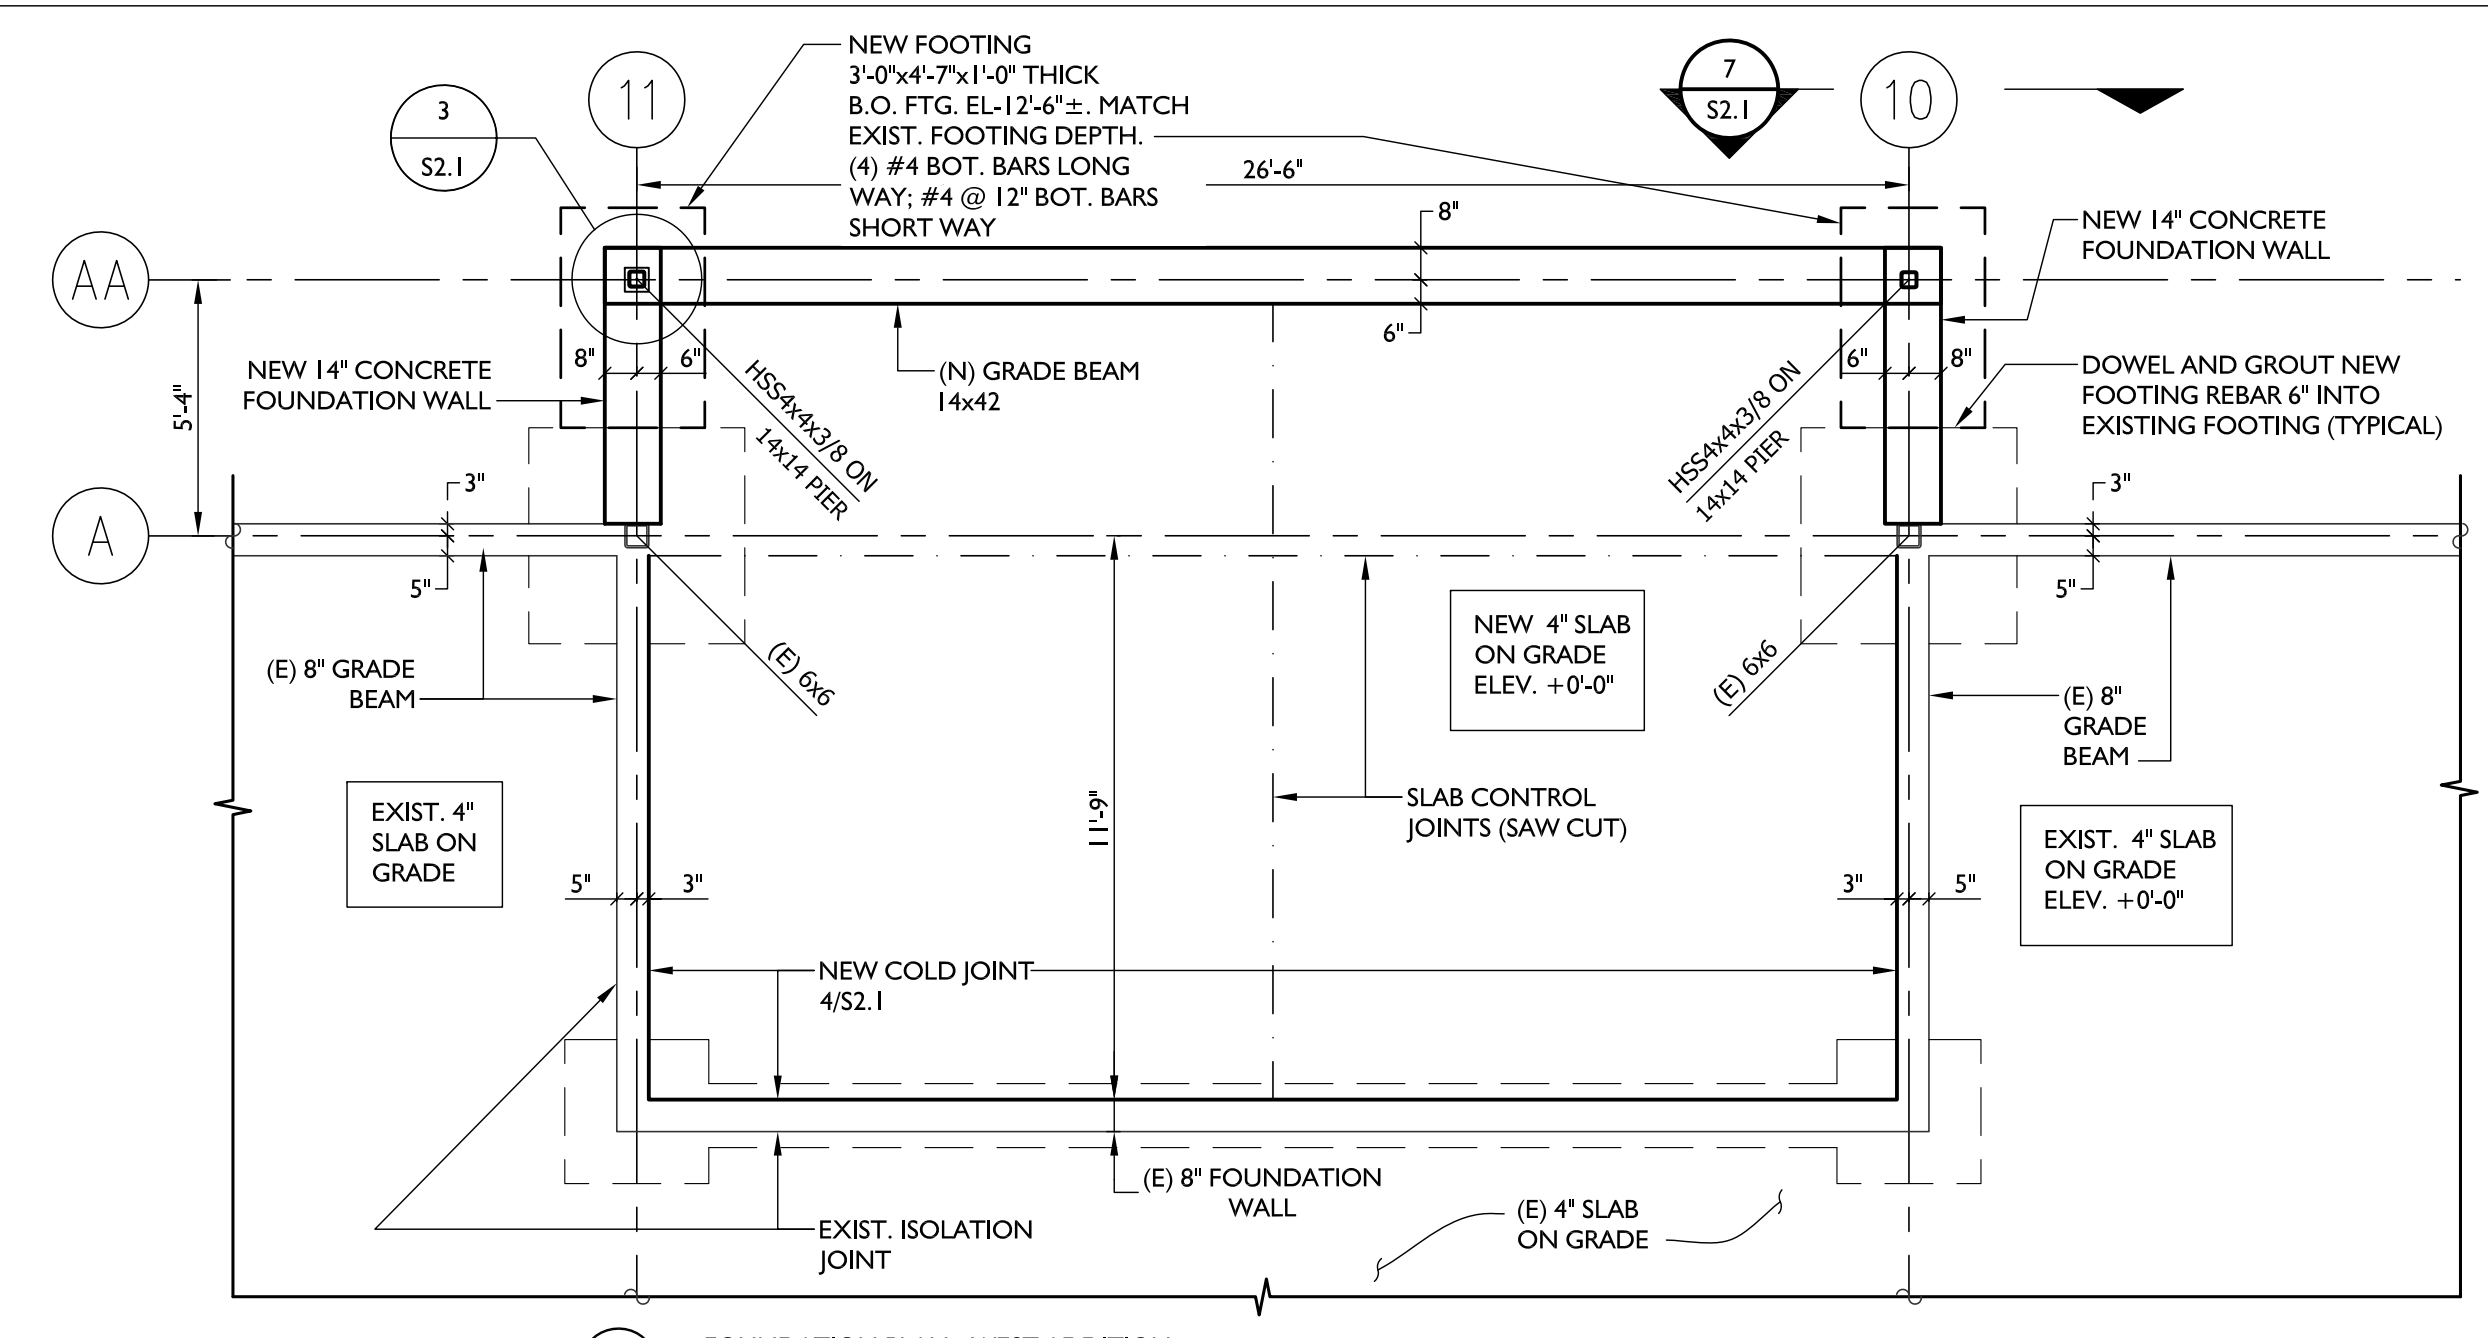 NEW FOOTING
3'-0"x4'-7"x1'-0" THICK
B.O. FTG. EL-12'-6"±. MATCH
EXIST. FOOTING DEPTH.
(4) #4 BOT. BARS LONG
WAY; #4 @ 12" BOT. BARS
SHORT WAY
3
S2.1
11
7
S2.1
10
26'-6"
8"
6"
NEW 14" CONCRETE
FOUNDATION WALL
AA
5'-4"
A
NEW 14" CONCRETE
FOUNDATION WALL
8"
6"
HSS4x4x3/8 ON
14x14 PIER
(N) GRADE BEAM
14x42
HSS4x4x3/8 ON
14x14 PIER
6"
8"
DOWEL AND GROUT NEW
FOOTING REBAR 6" INTO
EXISTING FOOTING (TYPICAL)
3"
5"
3"
5"
(E) 8" GRADE
BEAM
(E) 6x6
NEW 4" SLAB
ON GRADE
ELEV. +0'-0"
(E) 6x6
(E) 8"
GRADE
BEAM
EXIST. 4"
SLAB ON
GRADE
11'-9"
SLAB CONTROL
JOINTS (SAW CUT)
EXIST. 4" SLAB
ON GRADE
ELEV. +0'-0"
5"
3"
3"
5"
NEW COLD JOINT
4/S2.1
(E) 8" FOUNDATION
WALL
EXIST. ISOLATION
JOINT
(E) 4" SLAB
ON GRADE